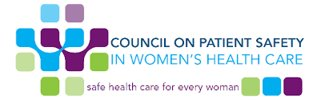 COUNCIL ON PATIENT SAFETY
IN WOMEN'S HEALTH CARE
safe health care for every woman